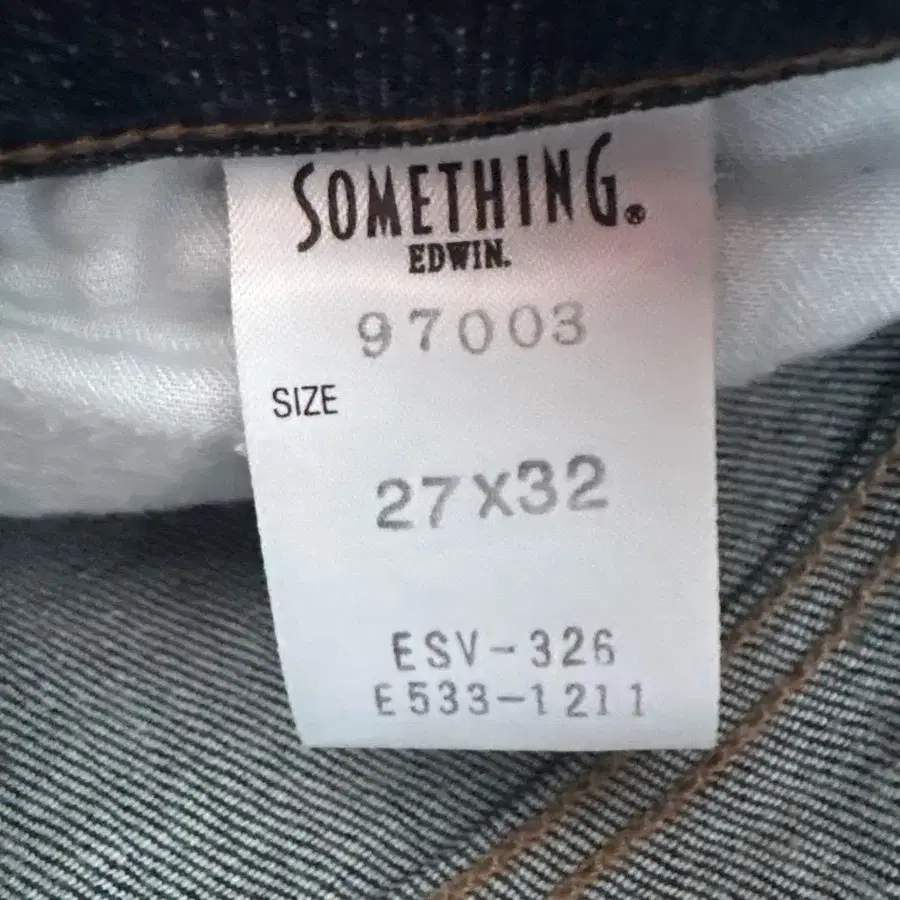 SOMETHING®
EDWIN.
97003
SIZE
27X32
ESV-326
E533-1211